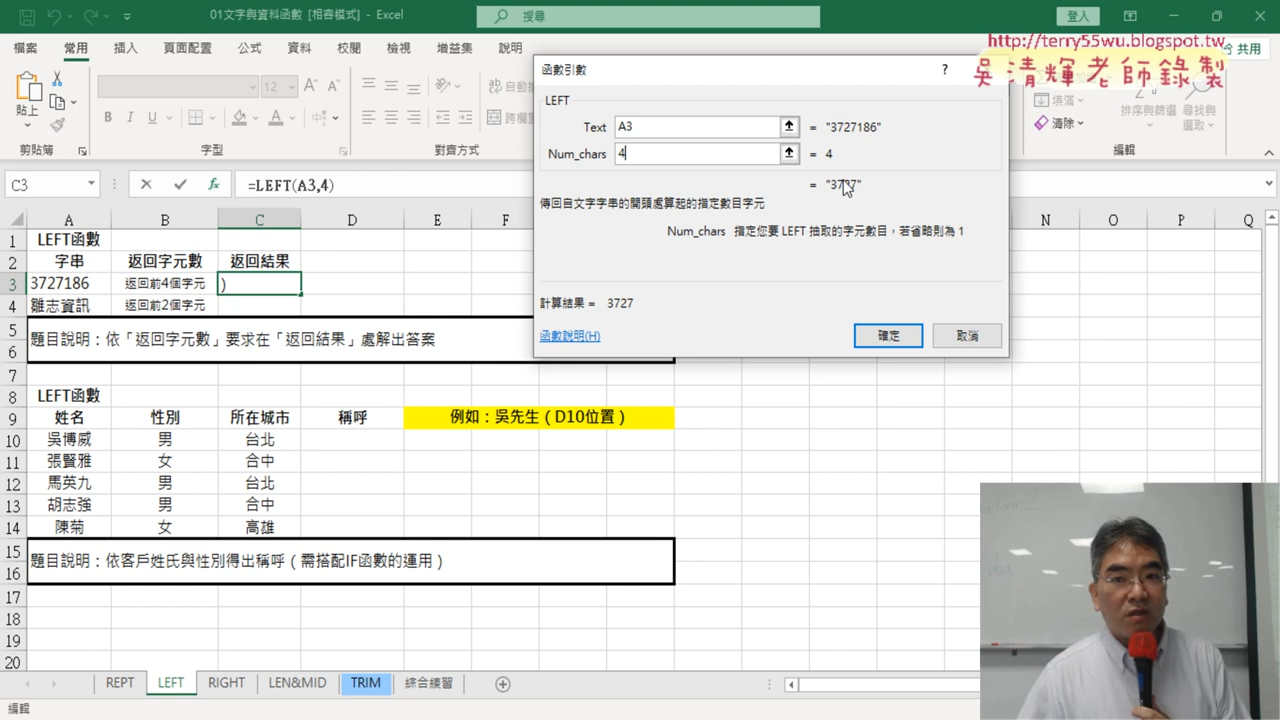 01文字與資料函數 [相容模式] - Excel
搜尋
登入
http://terry55wu.blogspot.tw
吳清輝老師錄製
檔案 常用 插入 頁面配置 公式 資料 校閱 檢視 增益集 說明
共用
貼上
12
自動
跨欄
填滿
清除
排序與篩選
尋找與選取
剪貼簿 字型 對齊方式 編輯
C3 =LEFT(A3,4)
函數引數 ?
LEFT
Text A3 = "3727186"
Num_chars 4 = 4
= "3727"
傳回自文字字串的開頭處算起的指定數目字元
Num_chars 指定您要 LEFT 抽取的字元數目，若省略則為 1
計算結果 = 3727
函數說明(H) 確定 取消
A B C D E F N O P Q
1 LEFT函數
2 字串 返回字元數 返回結果
3 3727186 返回前4個字元 )
4 雛志資訊 返回前2個字元
5
題目說明：依「返回字元數」要求在「返回結果」處解出答案
6
7
8 LEFT函數
9 姓名 性別 所在城市 稱呼 例如：吳先生（D10位置）
10 吳博威 男 台北
11 張賢雅 女 台中
12 馬英九 男 台北
13 胡志強 男 台中
14 陳菊 女 高雄
15
題目說明：依客戶姓氏與性別得出稱呼（需搭配IF函數的運用）
16
17
18
19
20
REPT LEFT RIGHT LEN&MID TRIM 綜合練習
編輯